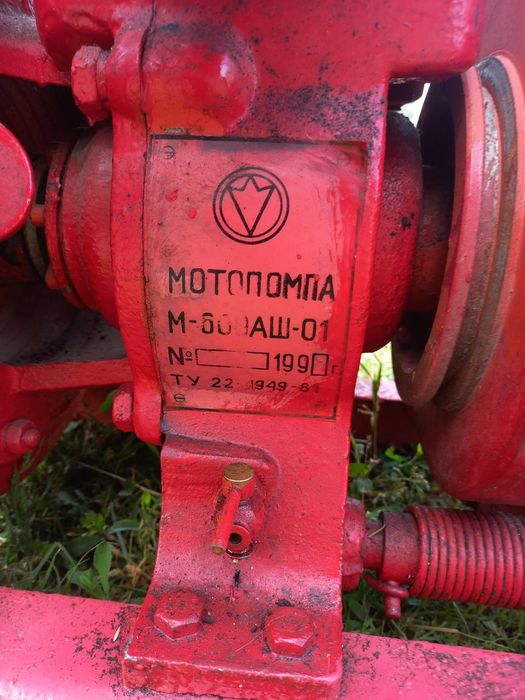 МОТОПОМПА
М-600АШ-01
№ 199 г.
ТУ 22-1949-81